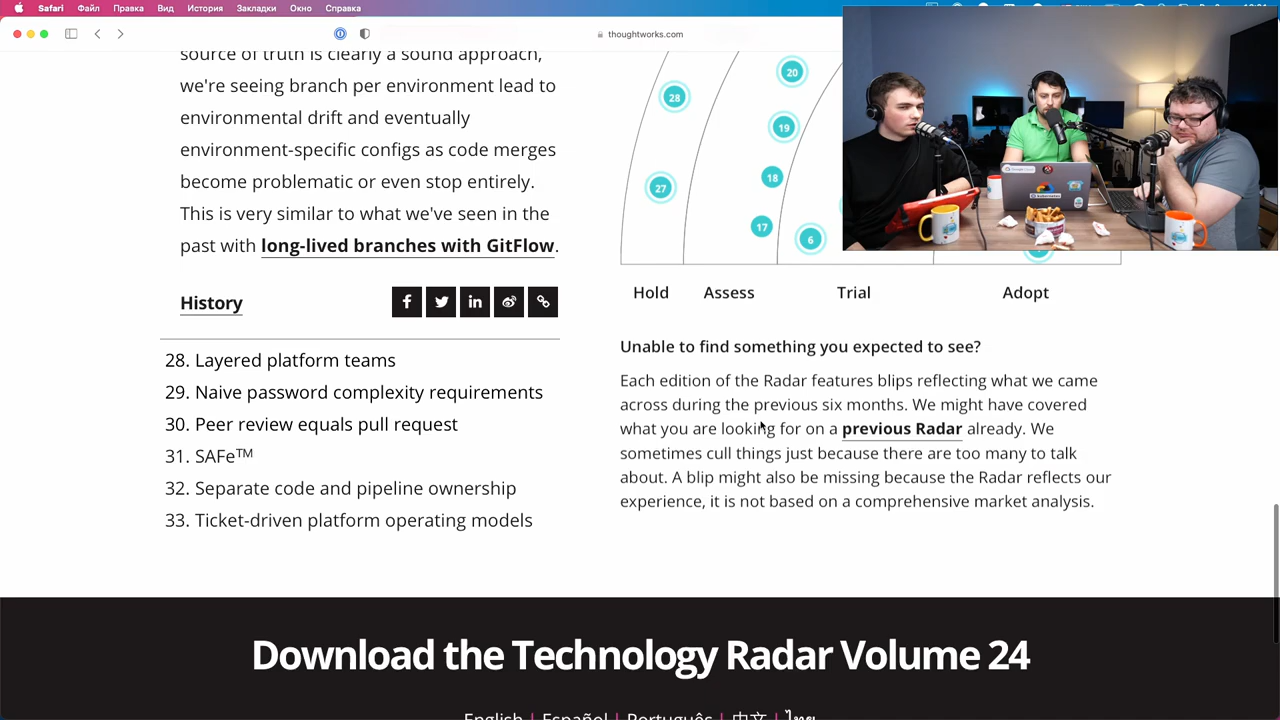 Safari Файл Правка Вид История Закладки Окно Справка
thoughtworks.com
source of truth is clearly a sound approach,
we're seeing branch per environment lead to
environmental drift and eventually
environment-specific configs as code merges
become problematic or even stop entirely.
This is very similar to what we've seen in the
past with long-lived branches with GitFlow.
History
28. Layered platform teams
29. Naive password complexity requirements
30. Peer review equals pull request
31. SAFe™
32. Separate code and pipeline ownership
33. Ticket-driven platform operating models
20
28
19
18
27
17
6
Hold Assess Trial Adopt
Unable to find something you expected to see?
Each edition of the Radar features blips reflecting what we came
across during the previous six months. We might have covered
what you are looking for on a previous Radar already. We
sometimes cull things just because there are too many to talk
about. A blip might also be missing because the Radar reflects our
experience, it is not based on a comprehensive market analysis.
Download the Technology Radar Volume 24
English | Español | Português | 中文 | ไทย